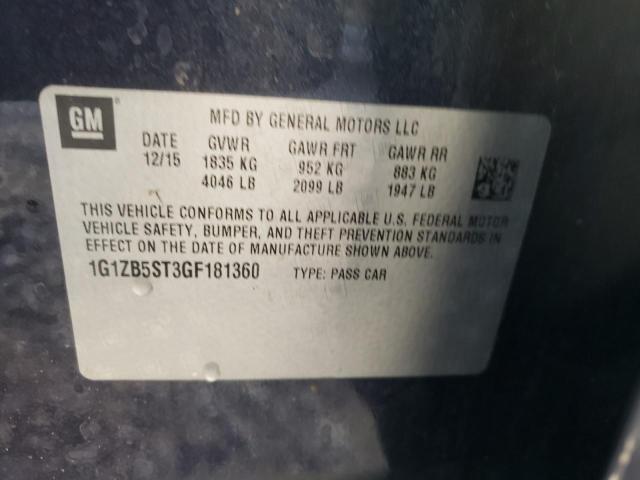 GM
®
MFD BY GENERAL MOTORS LLC
DATE GVWR GAWR FRT GAWR RR
12/15 1835 KG 952 KG 883 KG
4046 LB 2099 LB 1947 LB
THIS VEHICLE CONFORMS TO ALL APPLICABLE U.S. FEDERAL MOTOR
VEHICLE SAFETY, BUMPER, AND THEFT PREVENTION STANDARDS IN
EFFECT ON THE DATE OF MANUFACTURE SHOWN ABOVE.
1G1ZB5ST3GF181360 TYPE: PASS CAR